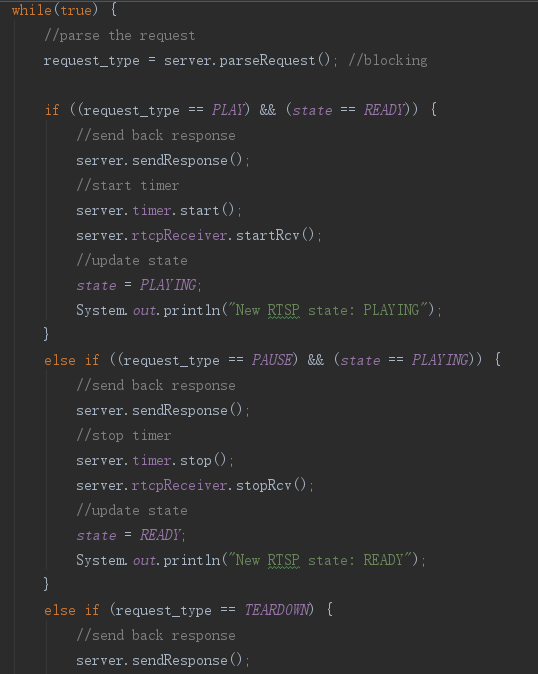 while(true) {
//parse the request
request_type = server.parseRequest(); //blocking
if ((request_type == PLAY) && (state == READY)) {
//send back response
server.sendResponse();
//start timer
server.timer.start();
server.rtcpReceiver.startRcv();
//update state
state = PLAYING;
System.out.println("New RTSP state: PLAYING");
}
else if ((request_type == PAUSE) && (state == PLAYING)) {
//send back response
server.sendResponse();
//stop timer
server.timer.stop();
server.rtcpReceiver.stopRcv();
//update state
state = READY;
System.out.println("New RTSP state: READY");
}
else if (request_type == TEARDOWN) {
//send back response
server.sendResponse();